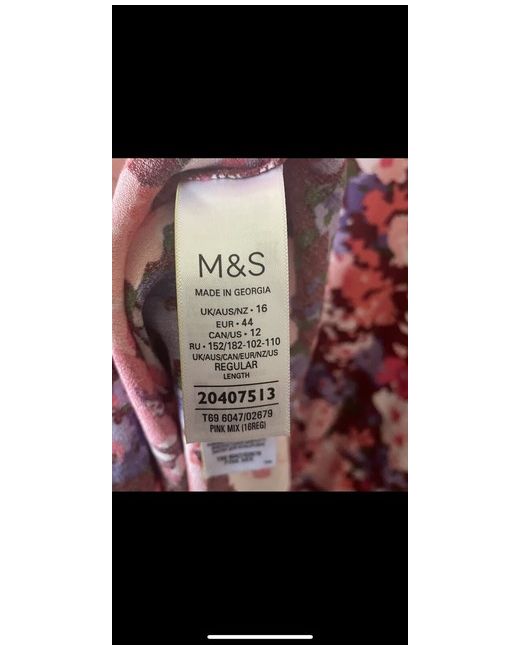 M&S
MADE IN GEORGIA
UK/AUS/NZ • 16
EUR • 44
CAN/US • 12
RU • 152/182-102-110
UK/AUS/CAN/EUR/NZ/US
REGULAR
LENGTH
20407513
T69 6047/02679
PINK MIX (16REG)